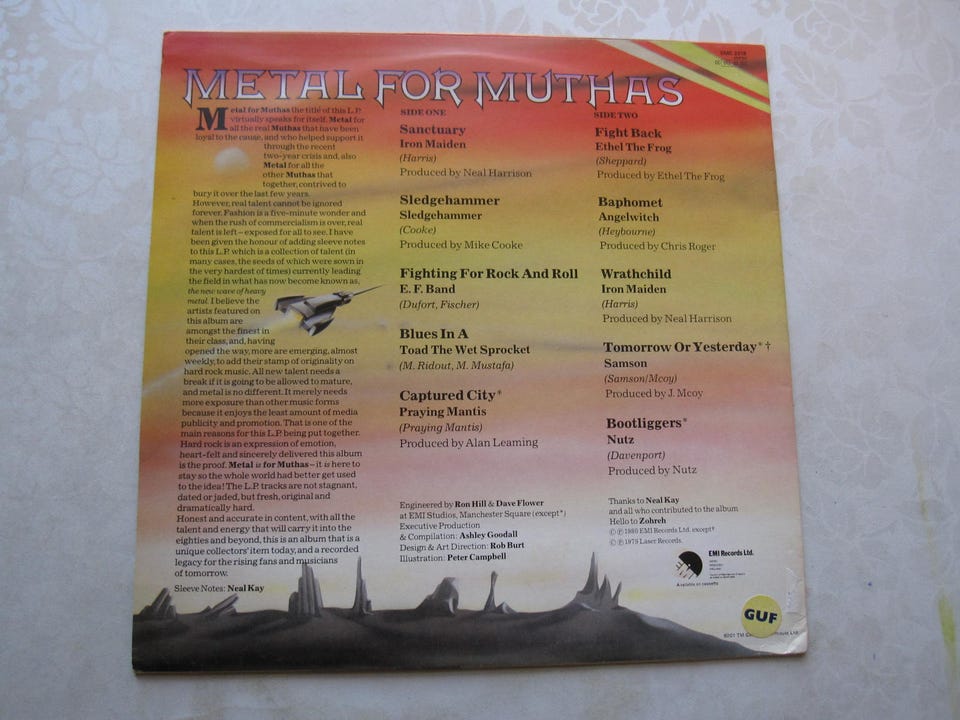 METAL FOR MUTHAS
Metal for Muthas the title of this L.P.
virtually speaks for itself. Metal for
all the real Muthas that have been
loyal to the cause, and who helped support it
through the recent
two-year crisis and, also
Metal for all the
other Muthas that
together, contrived to
bury it over the last few years.
However, real talent cannot be ignored
forever. Fashion is a five-minute wonder and
when the rush of commercialism is over, real
talent is left – exposed for all to see. I have
been given the honour of adding sleeve notes
to this L.P. which is a collection of talent (in
many cases, the seeds of which were sown in
the very hardest of times) currently leading
the field in what has now become known as,
the new wave of heavy
metal. I believe the
artists featured on
this album are
amongst the finest in
their class, and, having
opened the way, more are emerging, almost
weekly, to add their stamp of originality on
hard rock music. All new talent needs a
break if it is going to be allowed to mature,
and metal is no different. It merely needs
more exposure than other music forms
because it enjoys the least amount of media
publicity and promotion. That is one of the
main reasons for this L.P. being put together.
Hard rock is an expression of emotion,
heart-felt and sincerely delivered this album
is the proof. Metal is for Muthas – it is here to
stay so the whole world had better get used
to the idea! The L.P. tracks are not stagnant,
dated or jaded, but fresh, original and
dramatically hard.
Honest and accurate in content, with all the
talent and energy that will carry it into the
eighties and beyond, this is an album that is a
unique collectors' item today, and a recorded
legacy for the rising fans and musicians
of tomorrow.
Sleeve Notes: Neal Kay
SIDE ONE
Sanctuary
Iron Maiden
(Harris)
Produced by Neal Harrison
Sledgehammer
Sledgehammer
(Cooke)
Produced by Mike Cooke
Fighting For Rock And Roll
E. F. Band
(Dufort, Fischer)
Blues In A
Toad The Wet Sprocket
(M. Ridout, M. Mustafa)
Captured City*
Praying Mantis
(Praying Mantis)
Produced by Alan Leaming
Engineered by Ron Hill & Dave Flower
at EMI Studios, Manchester Square (except*)
Executive Production
& Compilation: Ashley Goodall
Design & Art Direction: Rob Burt
Illustration: Peter Campbell
SIDE TWO
Fight Back
Ethel The Frog
(Sheppard)
Produced by Ethel The Frog
Baphomet
Angelwitch
(Heybourne)
Produced by Chris Roger
Wrathchild
Iron Maiden
(Harris)
Produced by Neal Harrison
Tomorrow Or Yesterday*†
Samson
(Samson/Mcoy)
Produced by J. Mcoy
Bootliggers*
Nutz
(Davenport)
Produced by Nutz
Thanks to Neal Kay
and all who contributed to the album
Hello to Zohreh
©℗1980 EMI Records Ltd. except†
©℗1979 Laser Records.
EMI Records Ltd.
Available on cassette
GUF